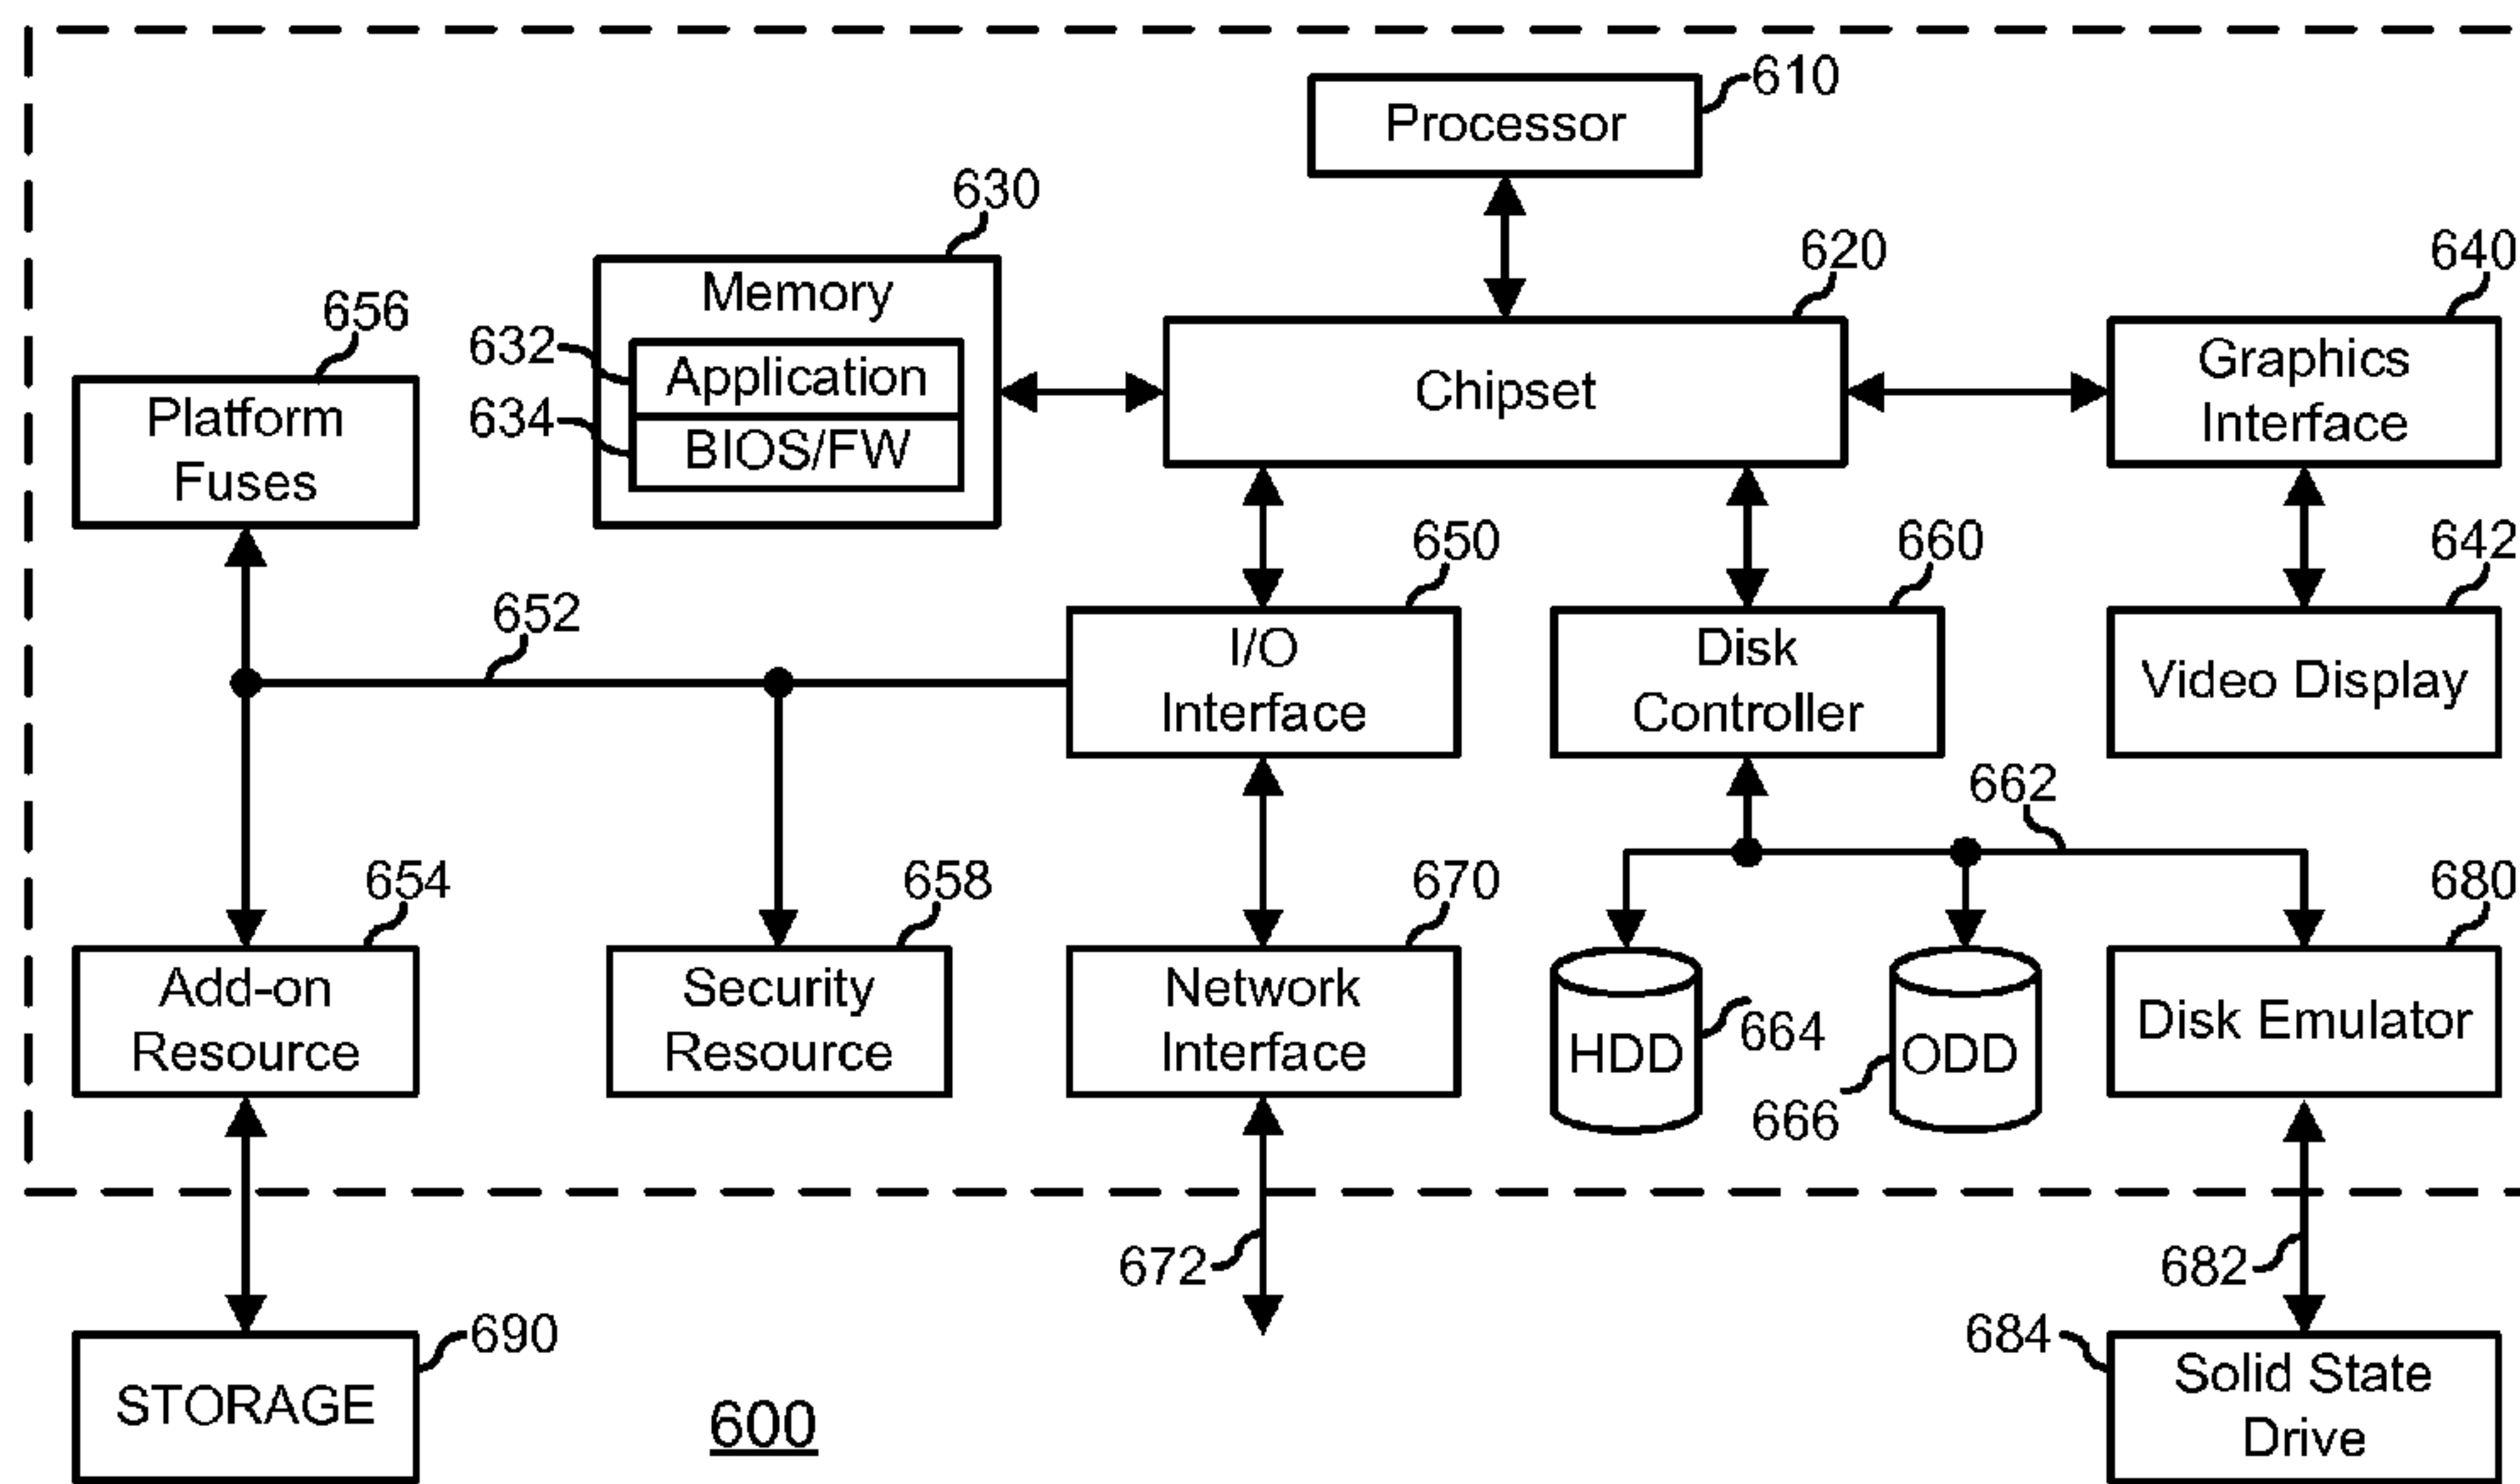 610
Processor
630
620
640
Memory
656
632
Application
634
BIOS/FW
Chipset
Graphics
Interface
Platform
Fuses
652
650
660
642
I/O
Interface
Disk
Controller
Video Display
662
654
658
670
680
Add-on
Resource
Security
Resource
Network
Interface
HDD
664
666
ODD
Disk Emulator
672
682
690
684
STORAGE
600
Solid State
Drive